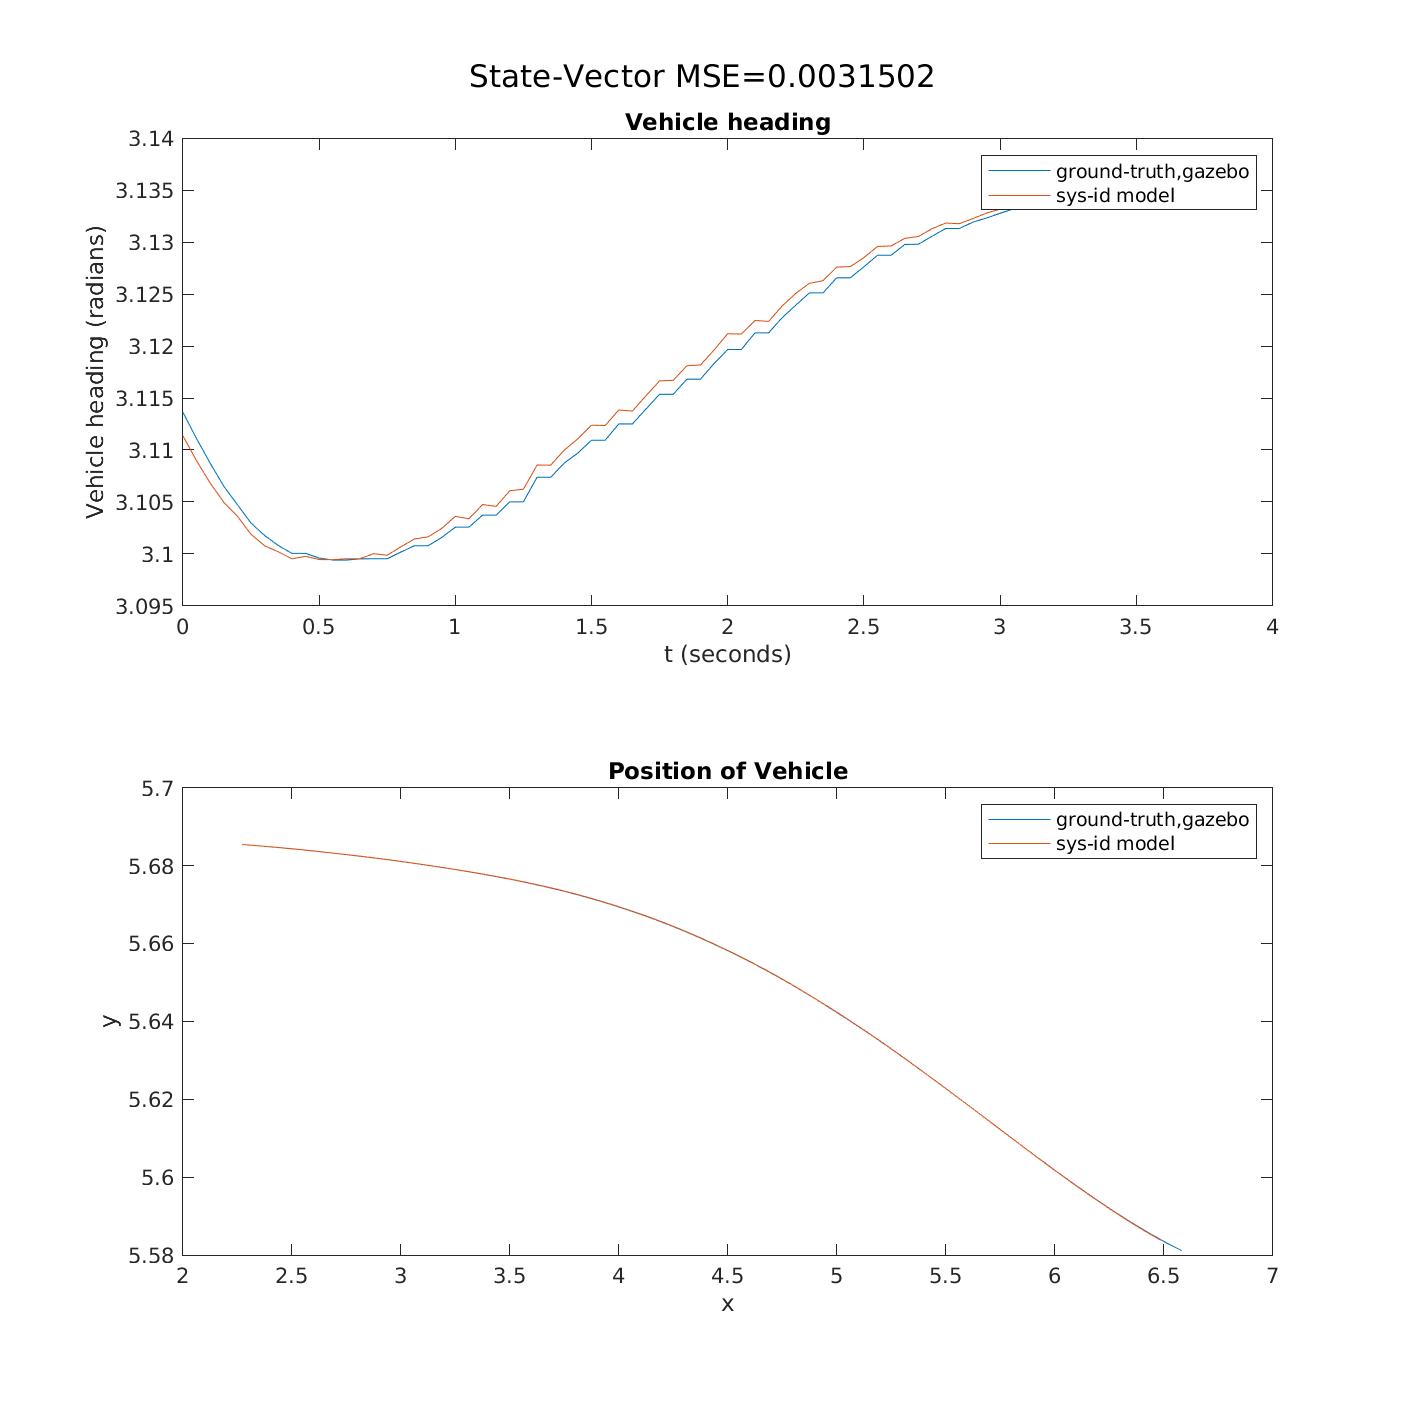 State-Vector MSE=0.0031502
Vehicle heading
3.14
3.135
3.13
3.125
3.12
3.115
3.11
3.105
3.1
3.095
Vehicle heading (radians)
ground-truth,gazebo
sys-id model
0 0.5 1 1.5 2 2.5 3 3.5 4
t (seconds)
Position of Vehicle
5.7
5.68
5.66
5.64
5.62
5.6
5.58
y
ground-truth,gazebo
sys-id model
2 2.5 3 3.5 4 4.5 5 5.5 6 6.5 7
x